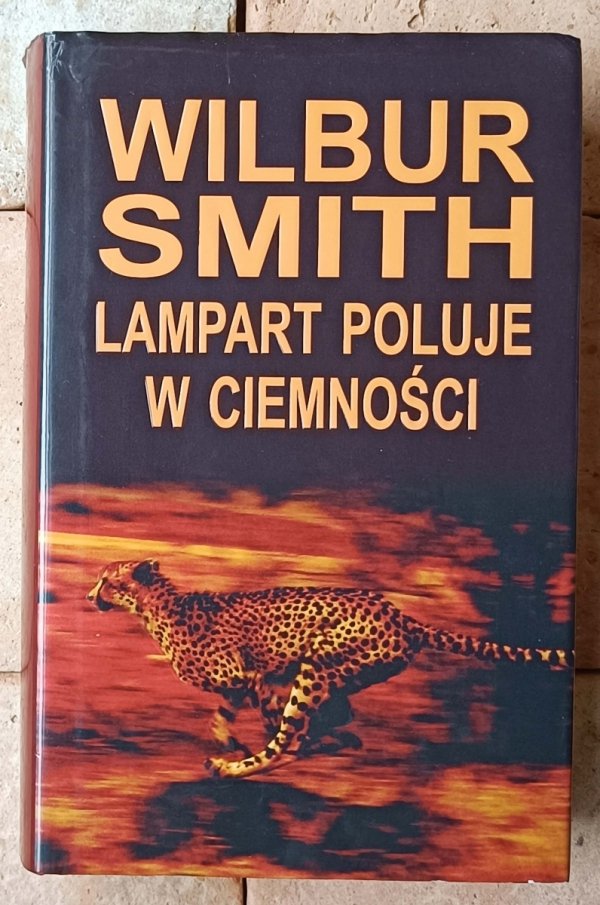 WILBUR
SMITH
LAMPART POLUJE
W CIEMNOŚCI